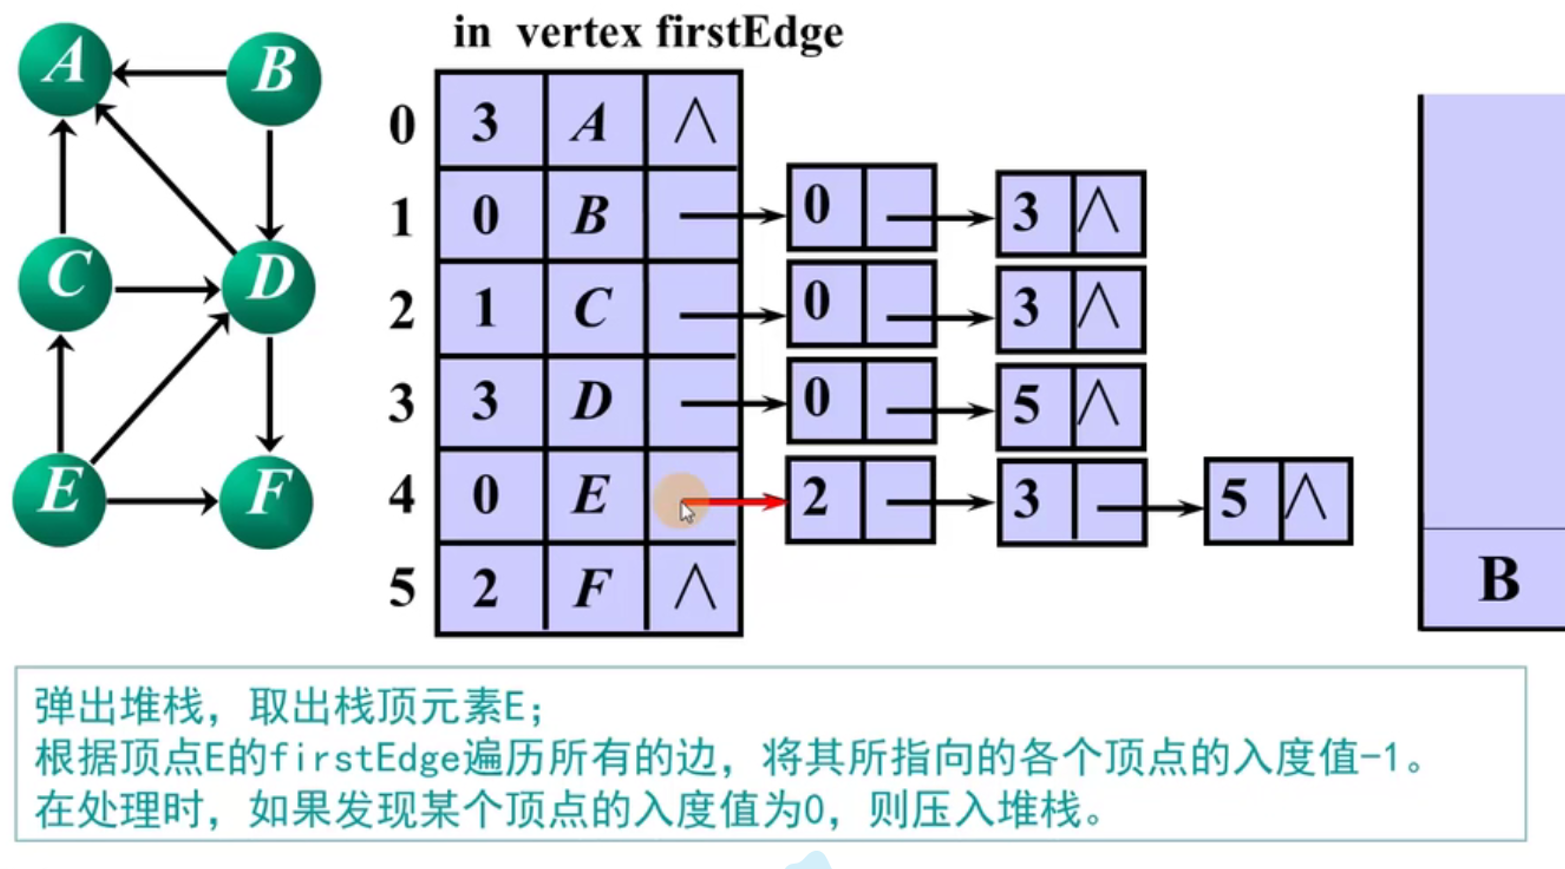 in vertex firstEdge
A B
C D
E F
0 3 A ∧
1 0 B 0 3 ∧
2 1 C 0 3 ∧
3 3 D 0 5 ∧
4 0 E 2 3 5 ∧
5 2 F ∧
B
弹出堆栈，取出栈顶元素E；
根据顶点E的firstEdge遍历所有的边，将其所指向的各个顶点的入度值-1。
在处理时，如果发现某个顶点的入度值为0，则压入堆栈。